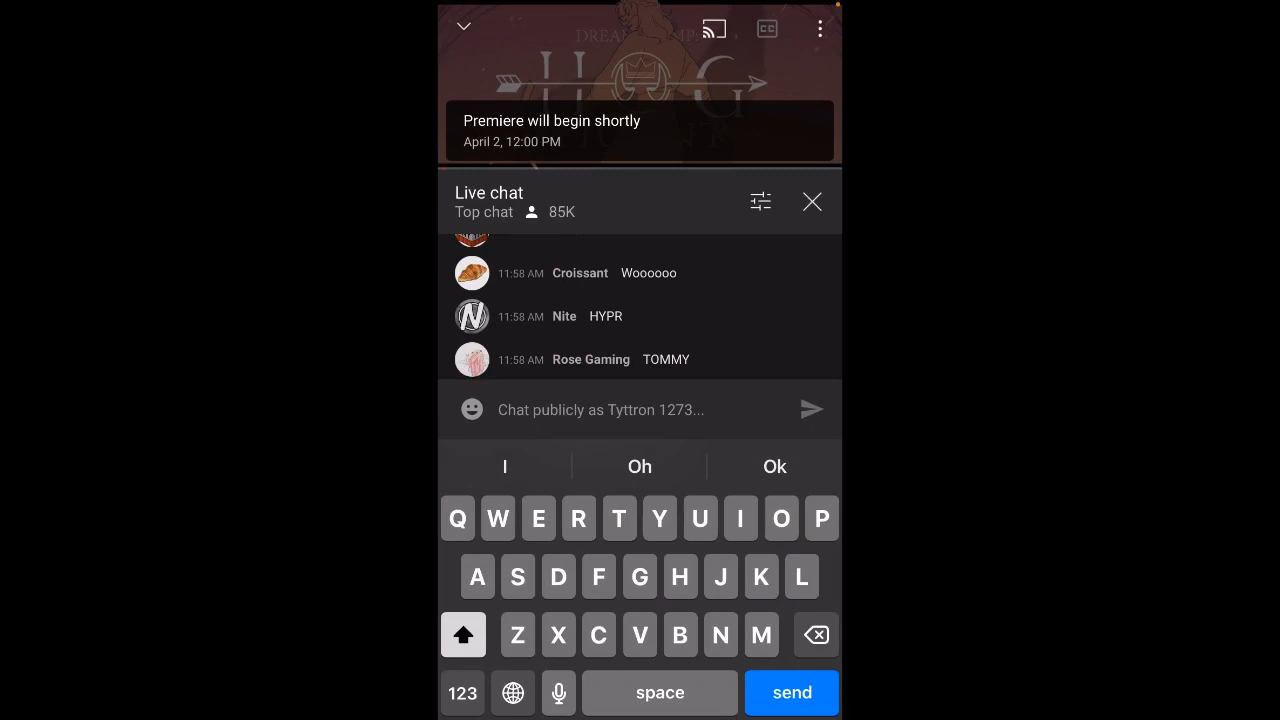 CC
H G
Premiere will begin shortly
April 2, 12:00 PM
Live chat
Top chat 85K
11:58 AM Croissant Woooooo
N 11:58 AM Nite HYPR
11:58 AM Rose Gaming TOMMY
Chat publicly as Tyttron 1273...
I Oh Ok
Q W E R T Y U I O P
A S D F G H J K L
Z X C V B N M
123 space send